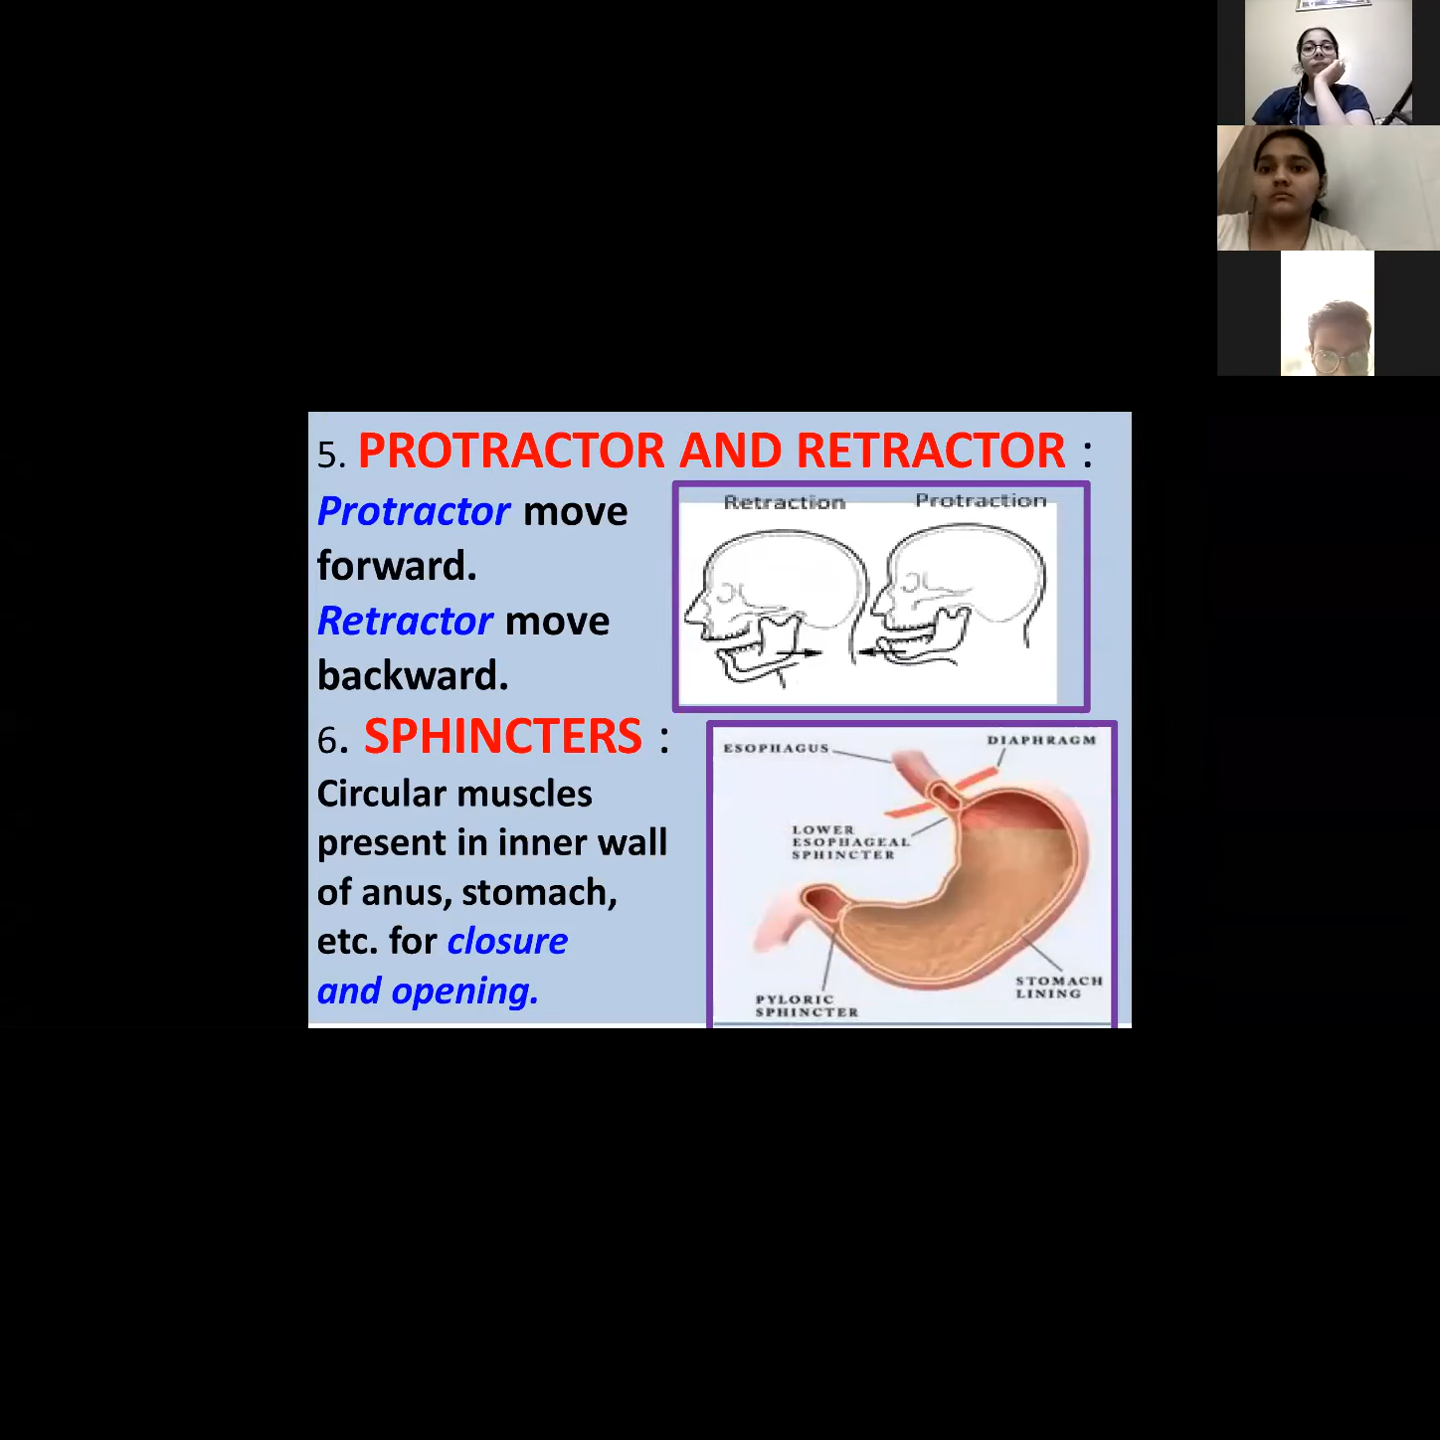 5. PROTRACTOR AND RETRACTOR :
Protractor move
forward.
Retractor move
backward.
Retraction
Protraction
6. SPHINCTERS :
Circular muscles
present in inner wall
of anus, stomach,
etc. for closure
and opening.
ESOPHAGUS
DIAPHRAGM
LOWER
ESOPHAGEAL
SPHINCTER
STOMACH
LINING
PYLORIC
SPHINCTER